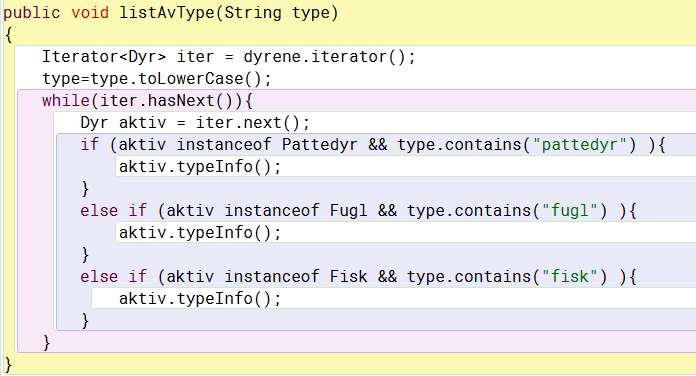 public void listAvType(String type)
{
Iterator<Dyr> iter = dyrene.iterator();
type=type.toLowerCase();
while(iter.hasNext()){
Dyr aktiv = iter.next();
if (aktiv instanceof Pattedyr && type.contains("pattedyr") ){
aktiv.typeInfo();
}
else if (aktiv instanceof Fugl && type.contains("fugl") ){
aktiv.typeInfo();
}
else if (aktiv instanceof Fisk && type.contains("fisk") ){
aktiv.typeInfo();
}
}
}